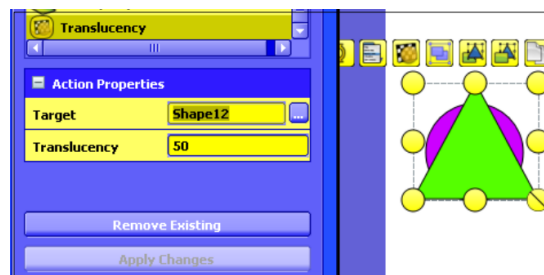 Translucency
Action Properties
Target
Shape12
...
Translucency
50
Remove Existing
Apply Changes